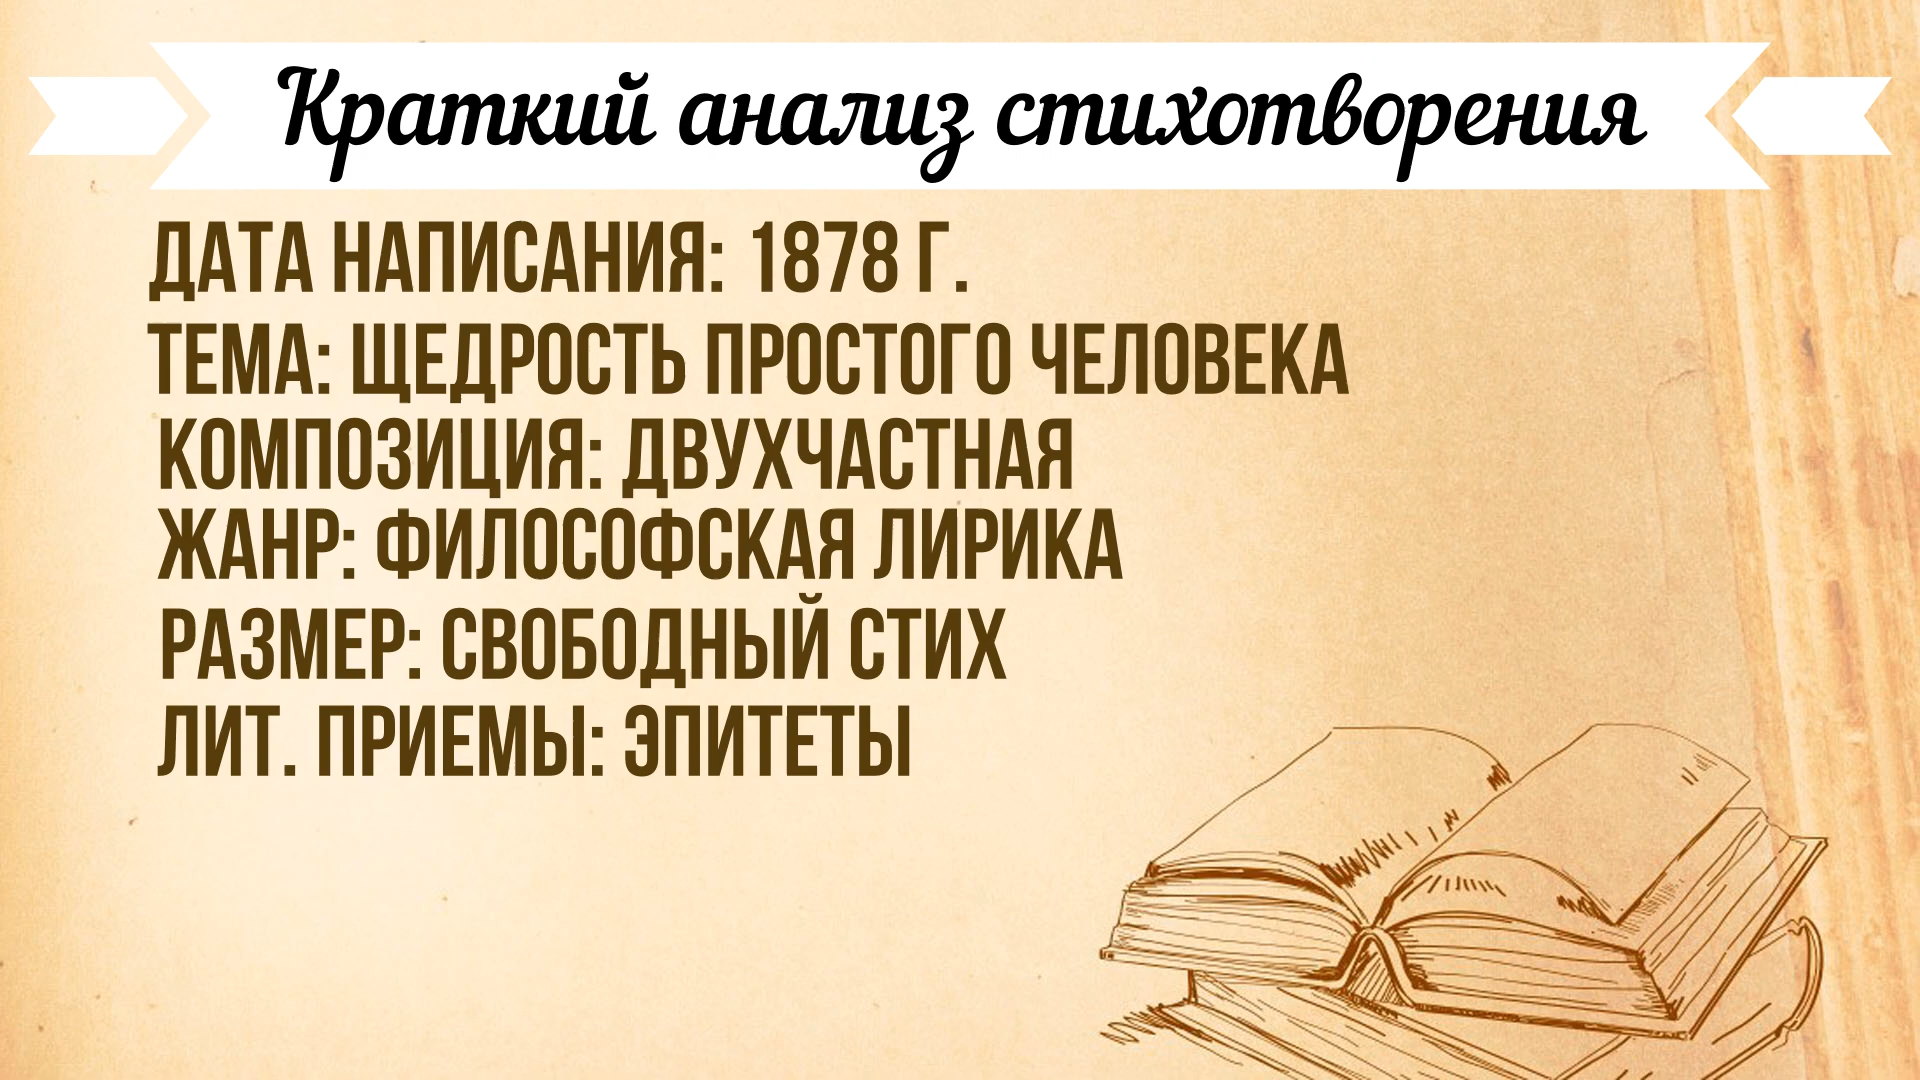 Краткий анализ стихотворения
ДАТА НАПИСАНИЯ: 1878 Г.
ТЕМА: ЩЕДРОСТЬ ПРОСТОГО ЧЕЛОВЕКА
КОМПОЗИЦИЯ: ДВУХЧАСТНАЯ
ЖАНР: ФИЛОСОФСКАЯ ЛИРИКА
РАЗМЕР: СВОБОДНЫЙ СТИХ
ЛИТ. ПРИЕМЫ: ЭПИТЕТЫ